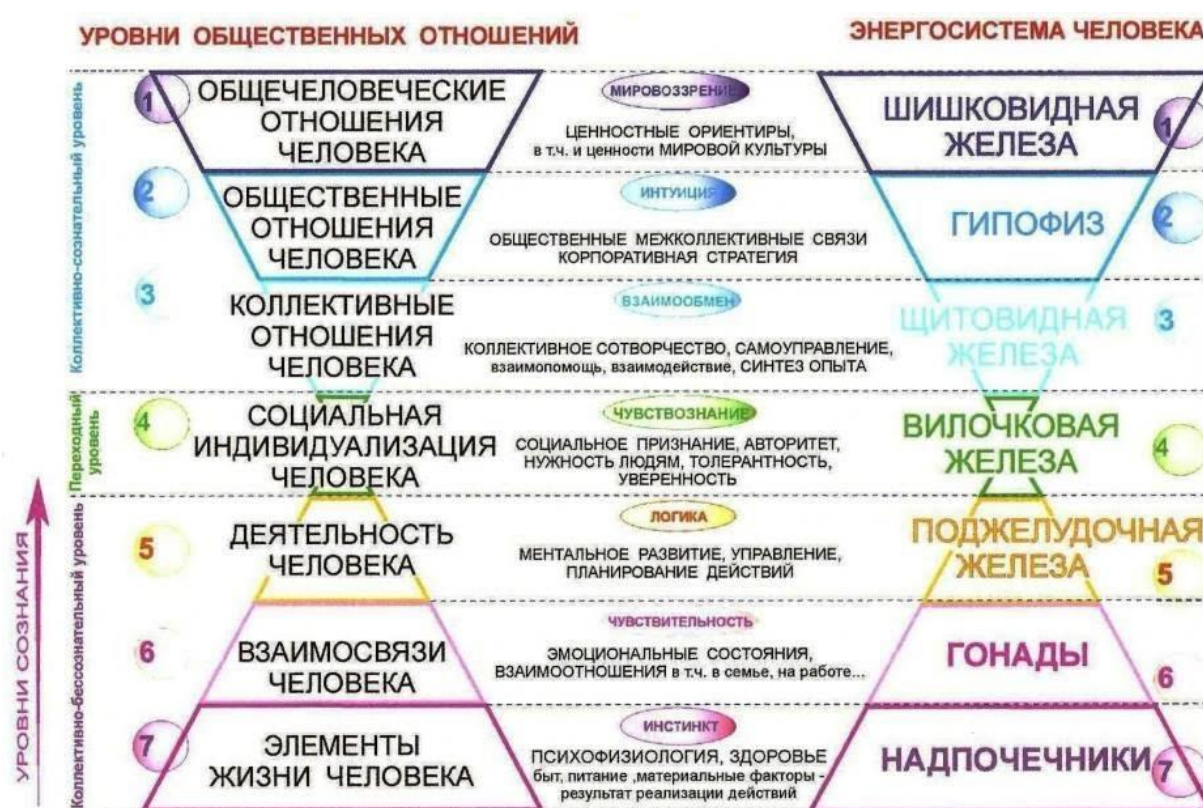 УРОВНИ ОБЩЕСТВЕННЫХ ОТНОШЕНИЙ
ЭНЕРГОСИСТЕМА ЧЕЛОВЕКА
Коллективно-сознательный уровень
1
ОБЩЕЧЕЛОВЕЧЕСКИЕ
ОТНОШЕНИЯ
ЧЕЛОВЕКА
МИРОВОЗЗРЕНИЕ
ЦЕННОСТНЫЕ ОРИЕНТИРЫ,
в т.ч. и ценности МИРОВОЙ КУЛЬТУРЫ
ШИШКОВИДНАЯ
ЖЕЛЕЗА
1
2
ОБЩЕСТВЕННЫЕ
ОТНОШЕНИЯ
ЧЕЛОВЕКА
ИНТУИЦИЯ
ОБЩЕСТВЕННЫЕ МЕЖКОЛЛЕКТИВНЫЕ СВЯЗИ
КОРПОРАТИВНАЯ СТРАТЕГИЯ
ГИПОФИЗ
2
3
КОЛЛЕКТИВНЫЕ
ОТНОШЕНИЯ
ЧЕЛОВЕКА
ВЗАИМООБМЕН
КОЛЛЕКТИВНОЕ СОТВОРЧЕСТВО, САМОУПРАВЛЕНИЕ,
взаимопомощь, взаимодействие, СИНТЕЗ ОПЫТА
ЩИТОВИДНАЯ
ЖЕЛЕЗА
3
Переходный
уровень
4
СОЦИАЛЬНАЯ
ИНДИВИДУАЛИЗАЦИЯ
ЧЕЛОВЕКА
ЧУВСТВОЗНАНИЕ
СОЦИАЛЬНОЕ ПРИЗНАНИЕ, АВТОРИТЕТ,
НУЖНОСТЬ ЛЮДЯМ, ТОЛЕРАНТНОСТЬ,
УВЕРЕННОСТЬ
ВИЛОЧКОВАЯ
ЖЕЛЕЗА
4
УРОВНИ СОЗНАНИЯ
Коллективно-бессознательный уровень
5
ДЕЯТЕЛЬНОСТЬ
ЧЕЛОВЕКА
ЛОГИКА
МЕНТАЛЬНОЕ РАЗВИТИЕ, УПРАВЛЕНИЕ,
ПЛАНИРОВАНИЕ ДЕЙСТВИЙ
ПОДЖЕЛУДОЧНАЯ
ЖЕЛЕЗА
5
6
ВЗАИМОСВЯЗИ
ЧЕЛОВЕКА
ЧУВСТВИТЕЛЬНОСТЬ
ЭМОЦИОНАЛЬНЫЕ СОСТОЯНИЯ,
ВЗАИМООТНОШЕНИЯ в т.ч. в семье, на работе...
ГОНАДЫ
6
7
ЭЛЕМЕНТЫ
ЖИЗНИ ЧЕЛОВЕКА
ИНСТИНКТ
ПСИХОФИЗИОЛОГИЯ, ЗДОРОВЬЕ
быт, питание ,материальные факторы -
результат реализации действий
НАДПОЧЕЧНИКИ
7